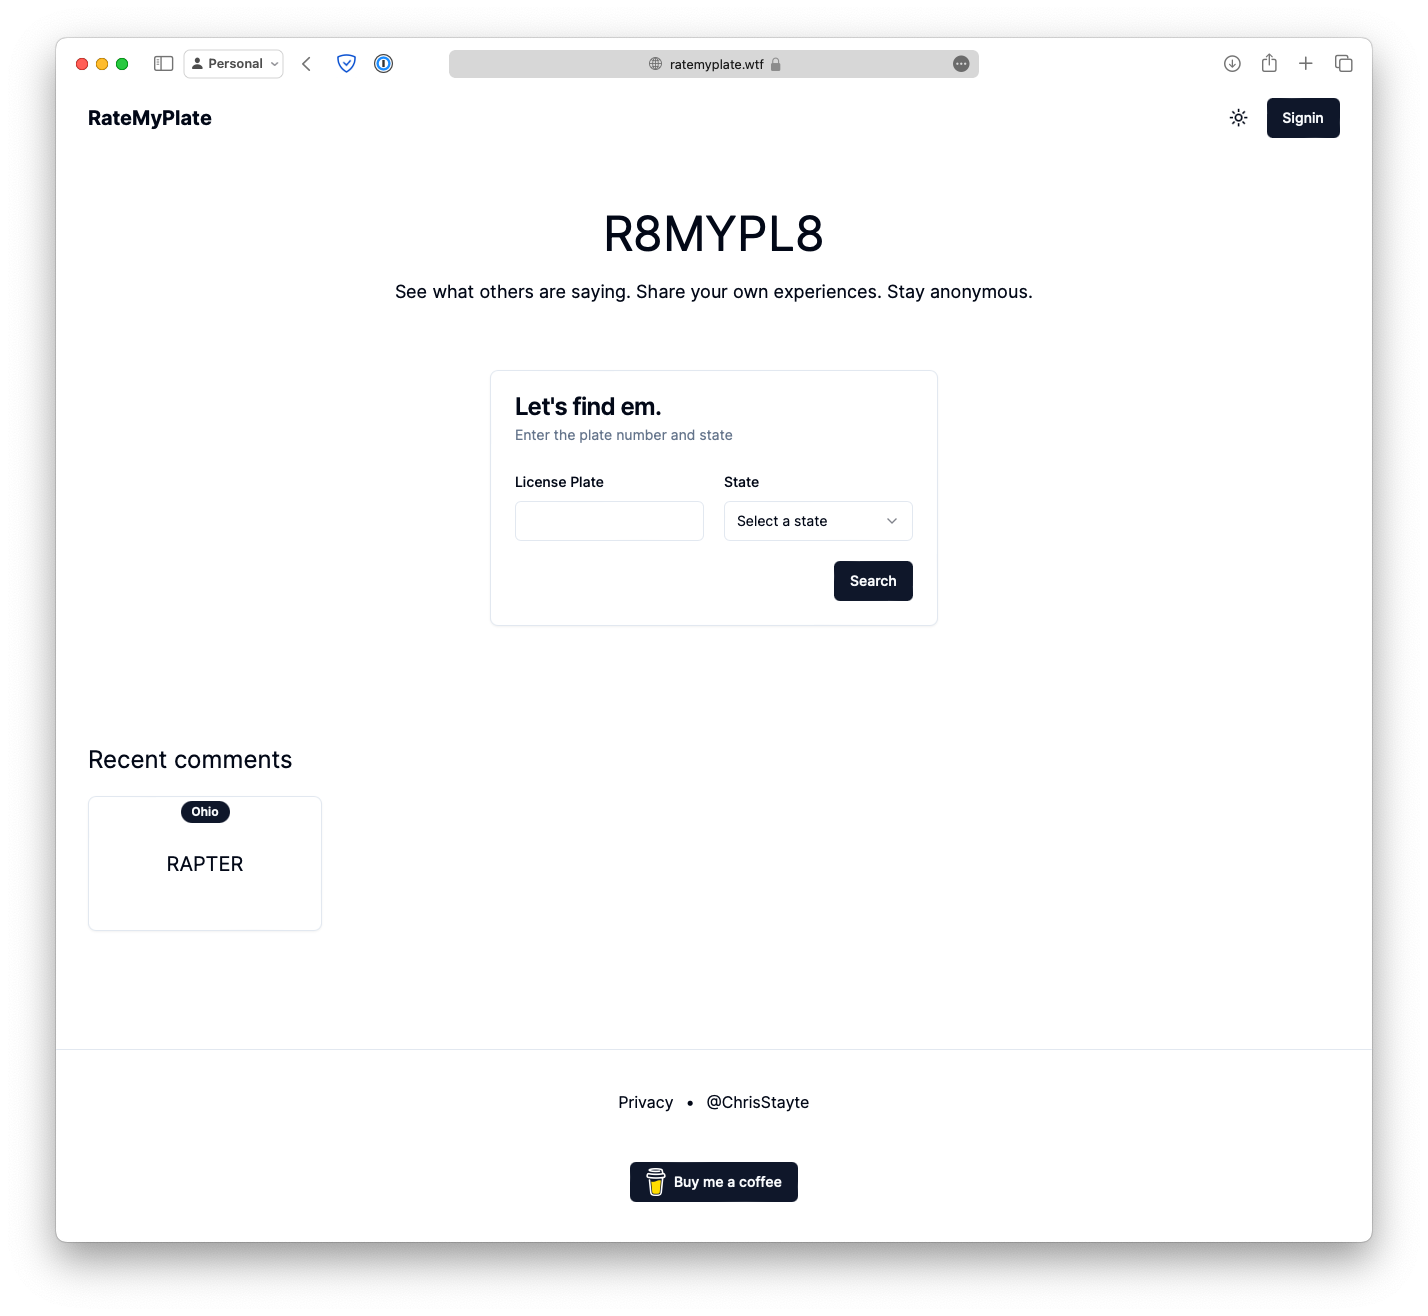 Personal
ratemyplate.wtf
RateMyPlate
Signin
R8MYPL8
See what others are saying. Share your own experiences. Stay anonymous.
Let's find em.
Enter the plate number and state
License Plate
State
Select a state
Search
Recent comments
Ohio
RAPTER
Privacy • @ChrisStayte
Buy me a coffee